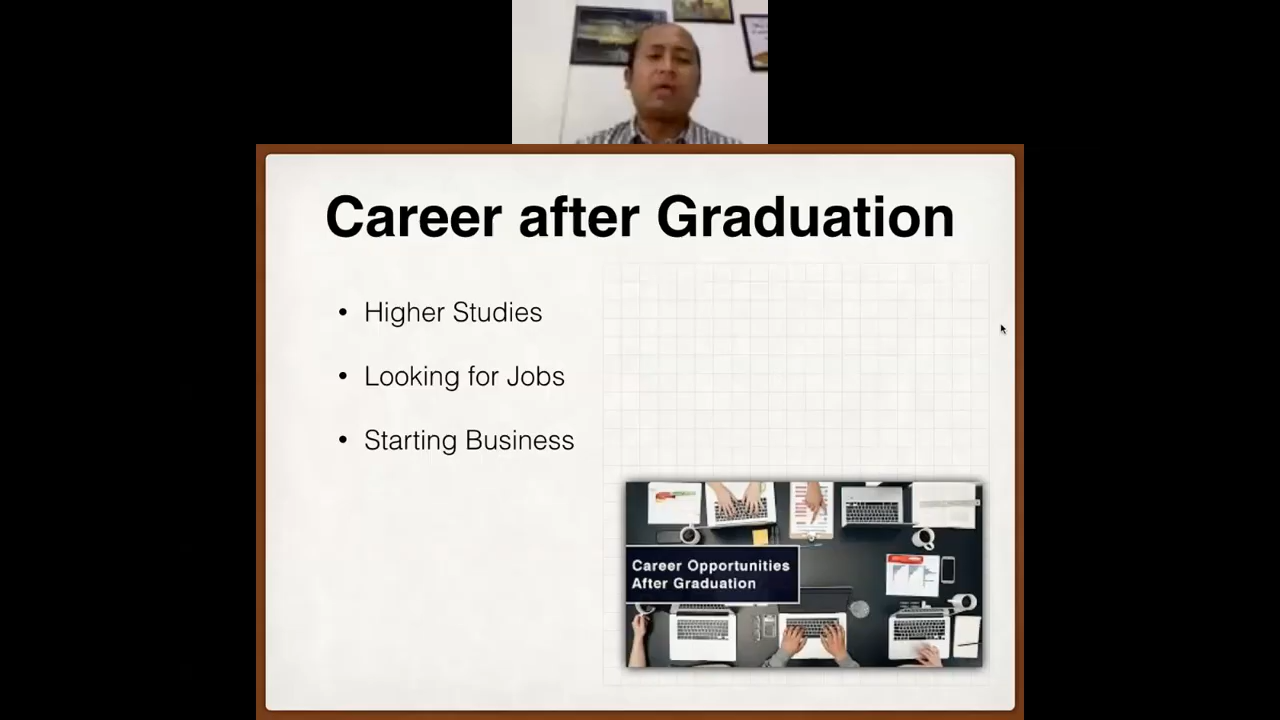 Career after Graduation
• Higher Studies
• Looking for Jobs
• Starting Business
Career Opportunities
After Graduation